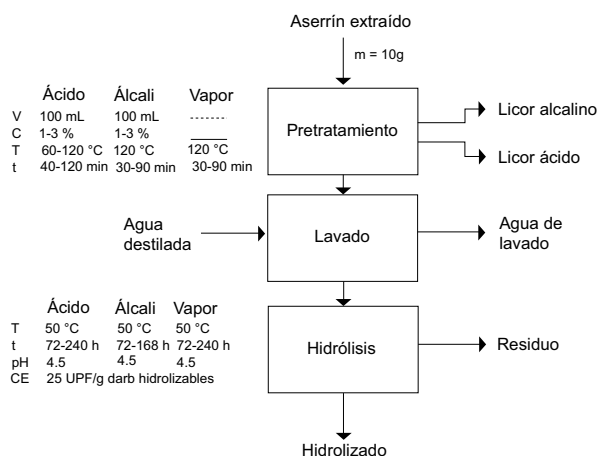 Aserrín extraído
m = 10g
Ácido Álcali Vapor
V 100 mL 100 mL -------
C 1-3 % 1-3 %
T 60-120 °C 120 °C 120 °C
t 40-120 min 30-90 min 30-90 min
Pretratamiento
Licor alcalino
Licor ácido
Agua
destilada
Lavado
Agua de
lavado
Ácido Álcali Vapor
T 50 °C 50 °C 50 °C
t 72-240 h 72-168 h 72-240 h
pH 4.5 4.5 4.5
CE 25 UPF/g darb hidrolizables
Hidrólisis
Residuo
Hidrolizado